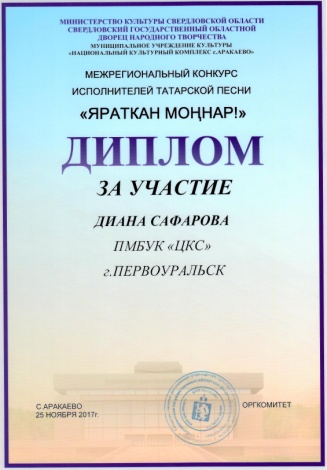 МИНИСТЕРСТВО КУЛЬТУРЫ СВЕРДЛОВСКОЙ ОБЛАСТИ
СВЕРДЛОВСКИЙ ГОСУДАРСТВЕННЫЙ ОБЛАСТНОЙ
ДВОРЕЦ НАРОДНОГО ТВОРЧЕСТВА
МУНИЦИПАЛЬНОЕ УЧРЕЖДЕНИЕ КУЛЬТУРЫ
«НАЦИОНАЛЬНЫЙ КУЛЬТУРНЫЙ КОМПЛЕКС с.АРАКАЕВО»
МЕЖРЕГИОНАЛЬНЫЙ КОНКУРС
ИСПОЛНИТЕЛЕЙ ТАТАРСКОЙ ПЕСНИ
«ЯРАТКАН МОҢНАР!»
ДИПЛОМ
ЗА УЧАСТИЕ
ДИАНА САФАРОВА
ПМБУК «ЦКС»
г.ПЕРВОУРАЛЬСК
С.АРАКАЕВО
25 НОЯБРЯ 2017г.
ОРГКОМИТЕТ